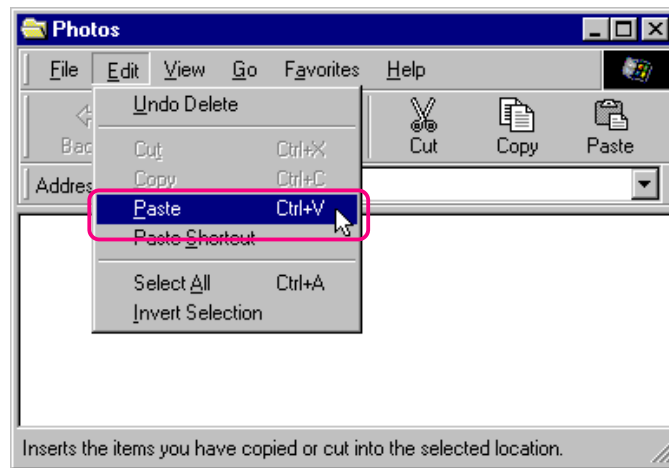 Photos
File Edit View Go Favorites Help
Cut Copy Paste
Undo Delete
Cut Ctrl+X
Copy Ctrl+C
Paste Ctrl+V
Paste Shortcut
Select All Ctrl+A
Invert Selection
Inserts the items you have copied or cut into the selected location.